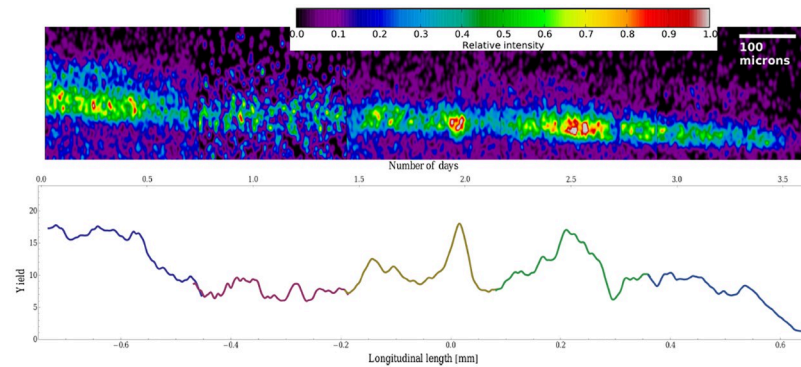 0.0 0.1 0.2 0.3 0.4 0.5 0.6 0.7 0.8 0.9 1.0
Relative intensity
100
microns
Number of days
0.0 0.5 1.0 1.5 2.0 2.5 3.0 3.5
20
15
10
5
0
Yield
−0.6 −0.4 −0.2 0.0 0.2 0.4 0.6
Longitudinal length [mm]